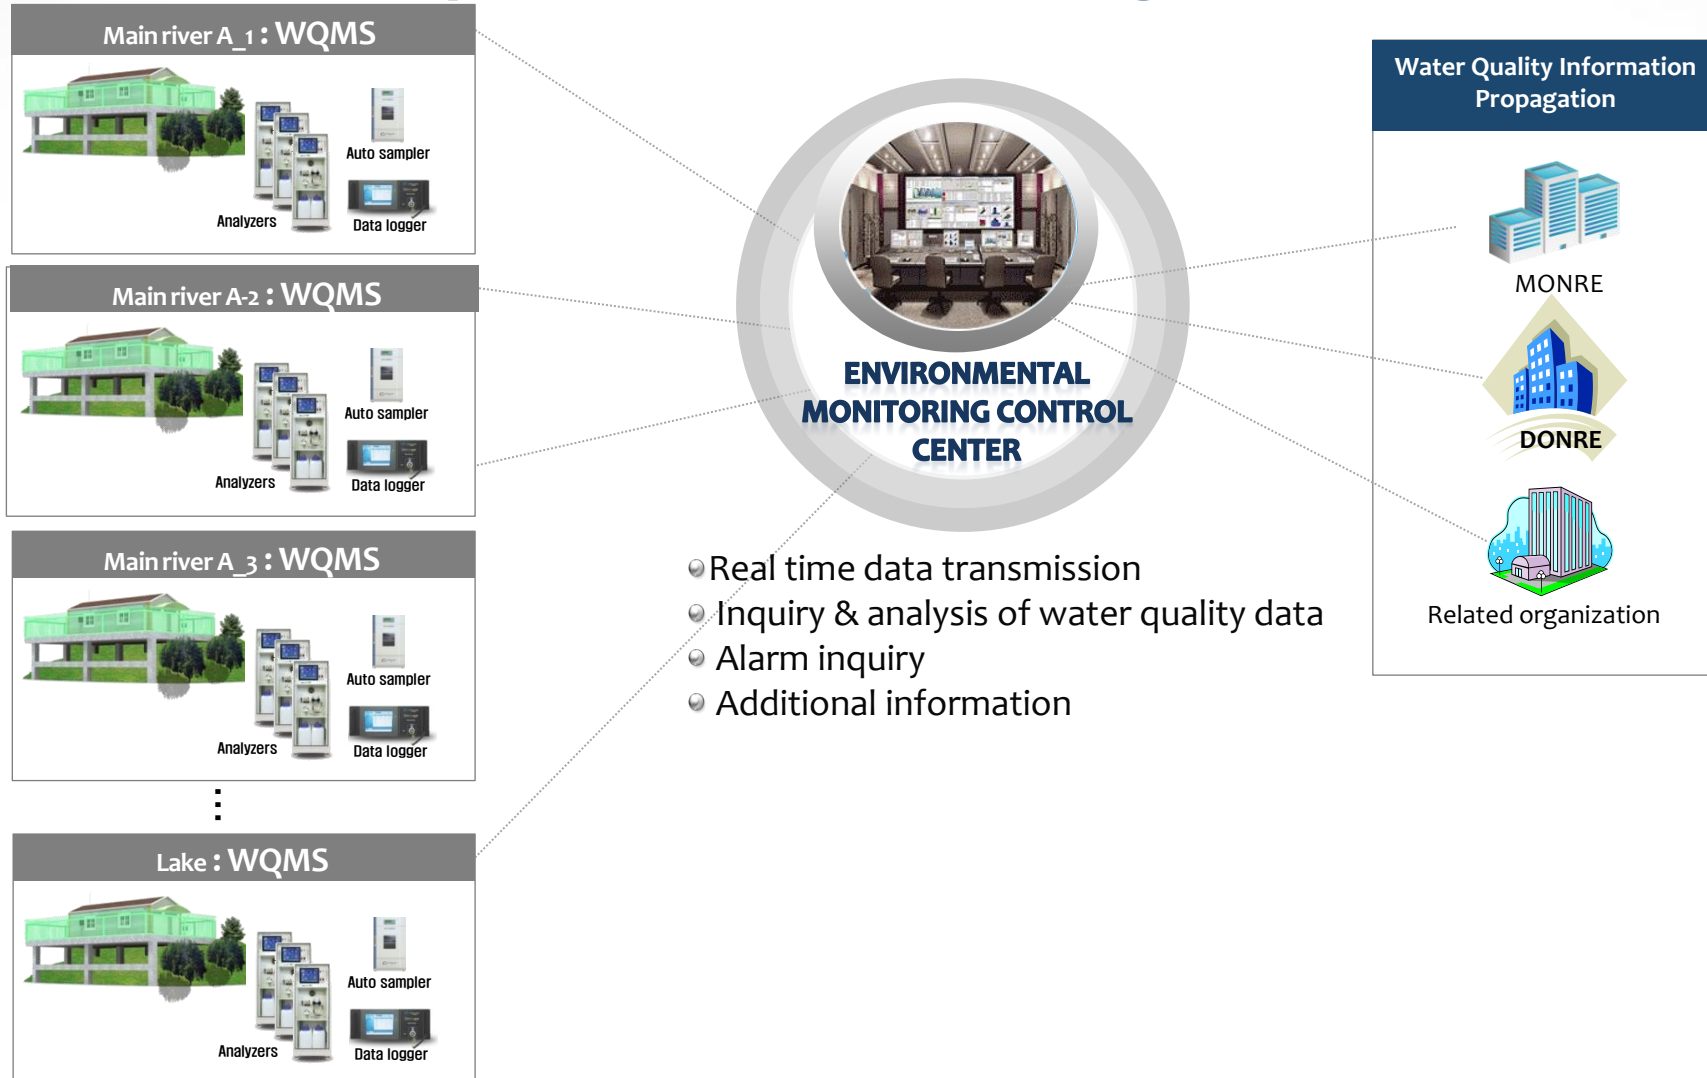 Main river A_1 : WQMS
Auto sampler
Analyzers
Data logger
Main river A-2 : WQMS
Auto sampler
Analyzers
Data logger
Main river A_3 : WQMS
Auto sampler
Analyzers
Data logger
⋮
Lake : WQMS
Auto sampler
Analyzers
Data logger
ENVIRONMENTAL
MONITORING CONTROL
CENTER
Real time data transmission
Inquiry & analysis of water quality data
Alarm inquiry
Additional information
Water Quality Information
Propagation
MONRE
DONRE
Related organization